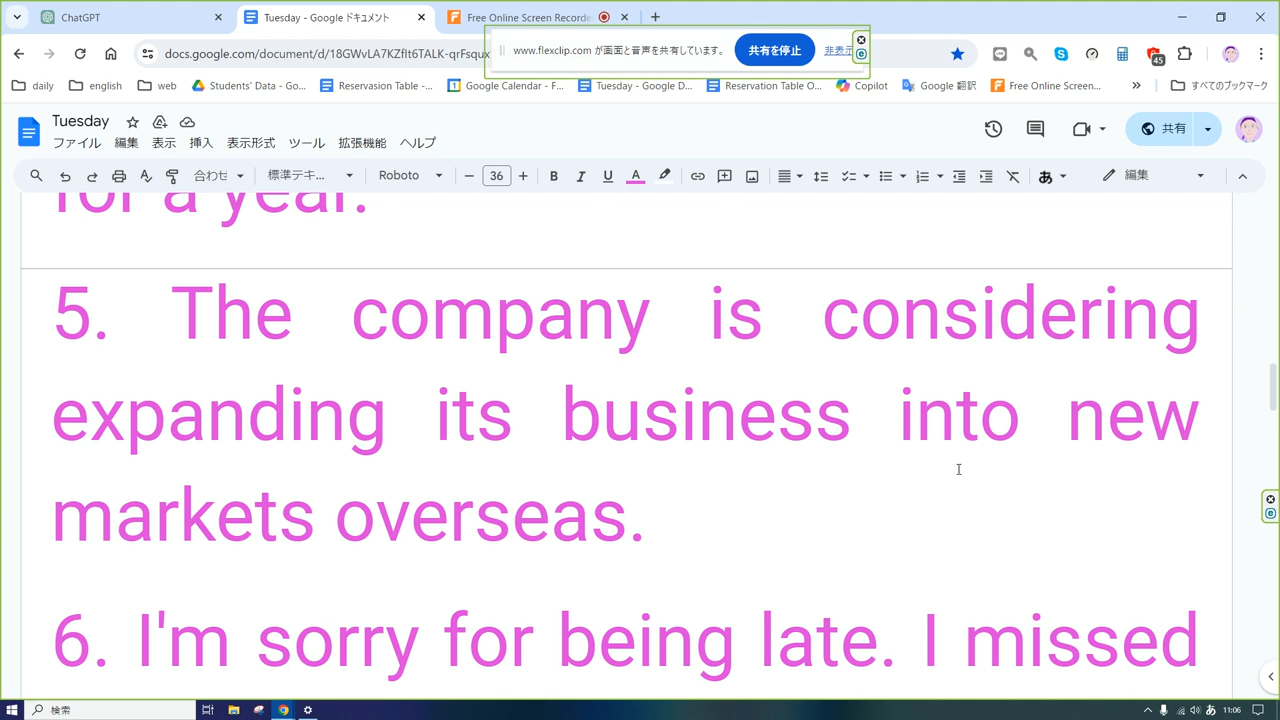 ChatGPT
Tuesday - Google ドキュメント
Free Online Screen Recorde
docs.google.com/document/d/18GWvLA7KZflt6TALK-qrFsqux
www.flexclip.com が画面と音声を共有しています。
共有を停止
非表示
45
daily
english
web
Students' Data - Go...
Reservasion Table -...
Google Calendar - F...
Tuesday - Google D...
Reservation Table O...
Copilot
Google 翻訳
Free Online Screen...
すべてのブックマーク
Tuesday
ファイル 編集 表示 挿入 表示形式 ツール 拡張機能 ヘルプ
共有
合わせ
標準テキ...
Roboto
36
編集
for a year.
5. The company is considering
expanding its business into new
markets overseas.
6. I'm sorry for being late. I missed
検索
あ 11:06